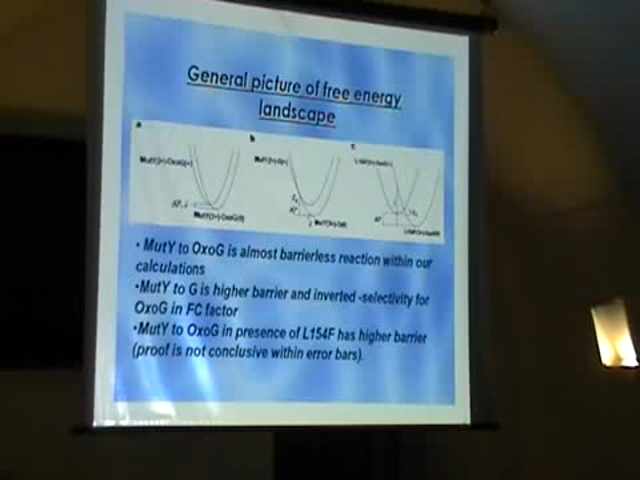 General picture of free energy
landscape
a
b
c
• MutY to OxoG is almost barrierless reaction within our
calculations
•MutY to G is higher barrier and inverted -selectivity for
OxoG in FC factor
•MutY to OxoG in presence of L154F has higher barrier
(proof is not conclusive within error bars).